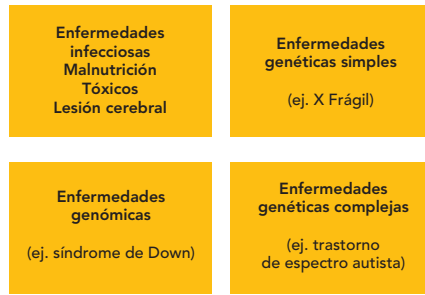 Enfermedades
infecciosas
Malnutrición
Tóxicos
Lesión cerebral
Enfermedades
genéticas simples
(ej. X Frágil)
Enfermedades
genómicas
(ej. síndrome de Down)
Enfermedades
genéticas complejas
(ej. trastorno
de espectro autista)